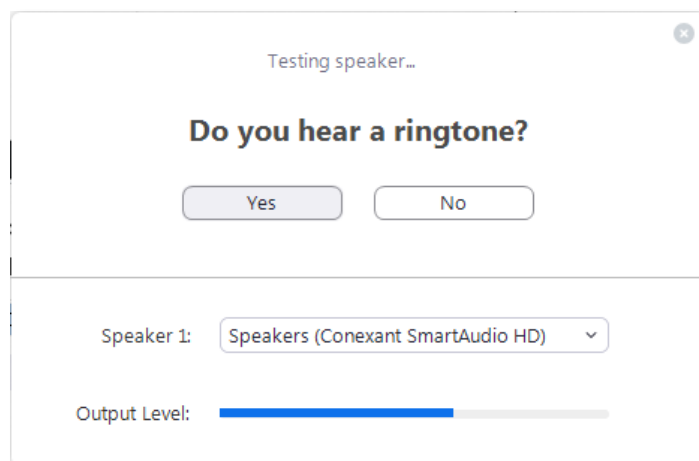 Testing speaker...
Do you hear a ringtone?
Yes No
Speaker 1: Speakers (Conexant SmartAudio HD)
Output Level: